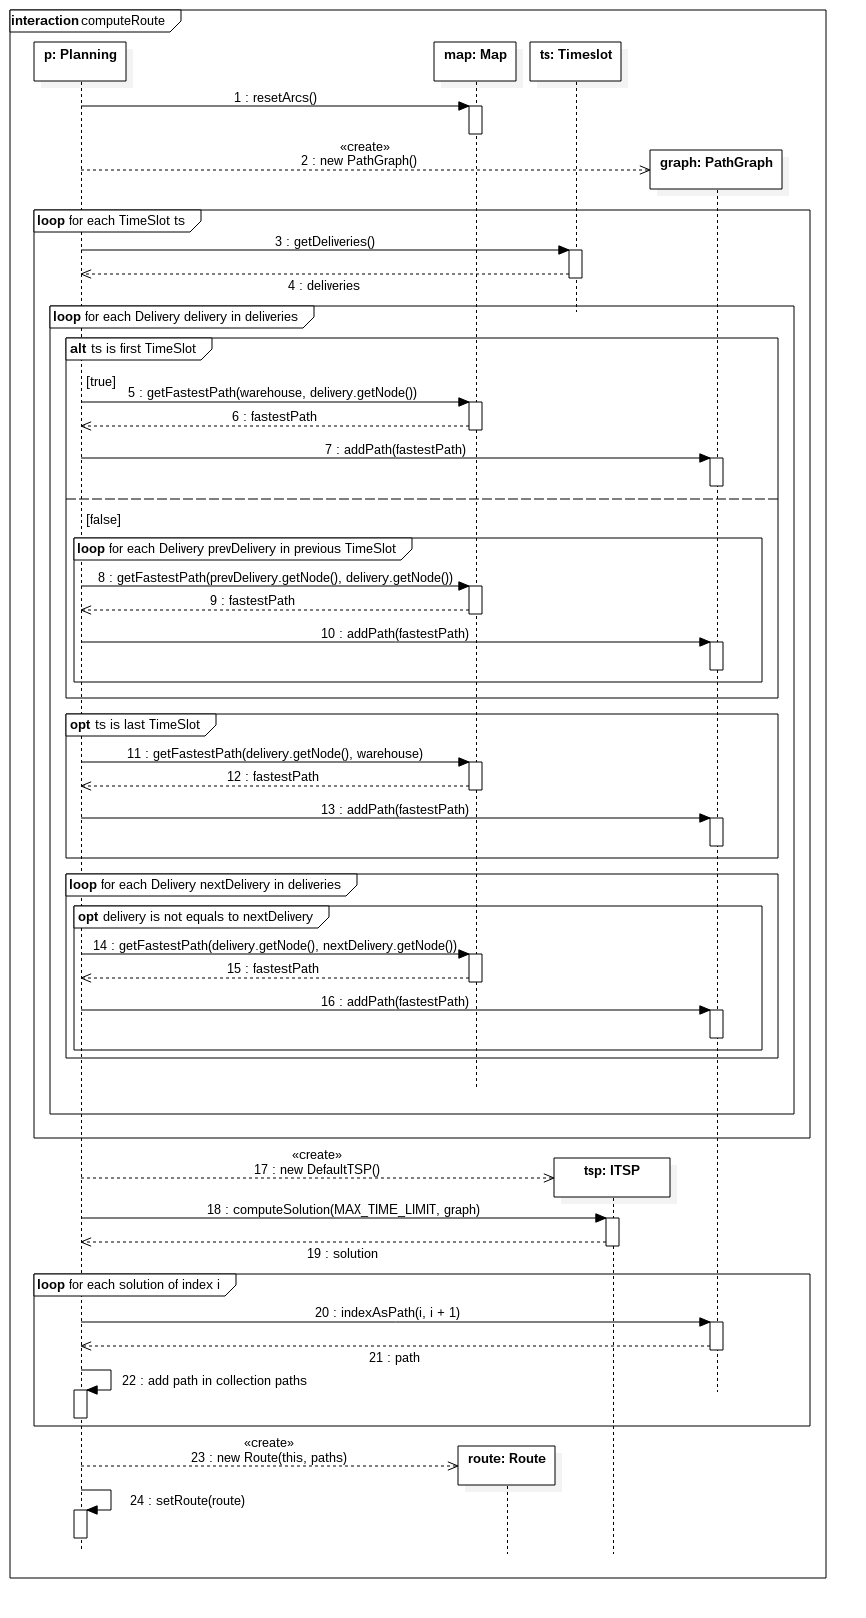 interaction computeRoute
p: Planning
map: Map
ts: Timeslot
1 : resetArcs()
«create»
2 : new PathGraph()
graph: PathGraph
loop for each TimeSlot ts
3 : getDeliveries()
4 : deliveries
loop for each Delivery delivery in deliveries
alt ts is first TimeSlot
[true]
5 : getFastestPath(warehouse, delivery.getNode())
6 : fastestPath
7 : addPath(fastestPath)
[false]
loop for each Delivery prevDelivery in previous TimeSlot
8 : getFastestPath(prevDelivery.getNode(), delivery.getNode())
9 : fastestPath
10 : addPath(fastestPath)
opt ts is last TimeSlot
11 : getFastestPath(delivery.getNode(), warehouse)
12 : fastestPath
13 : addPath(fastestPath)
loop for each Delivery nextDelivery in deliveries
opt delivery is not equals to nextDelivery
14 : getFastestPath(delivery.getNode(), nextDelivery.getNode())
15 : fastestPath
16 : addPath(fastestPath)
«create»
17 : new DefaultTSP()
tsp: ITSP
18 : computeSolution(MAX_TIME_LIMIT, graph)
19 : solution
loop for each solution of index i
20 : indexAsPath(i, i + 1)
21 : path
22 : add path in collection paths
«create»
23 : new Route(this, paths)
route: Route
24 : setRoute(route)